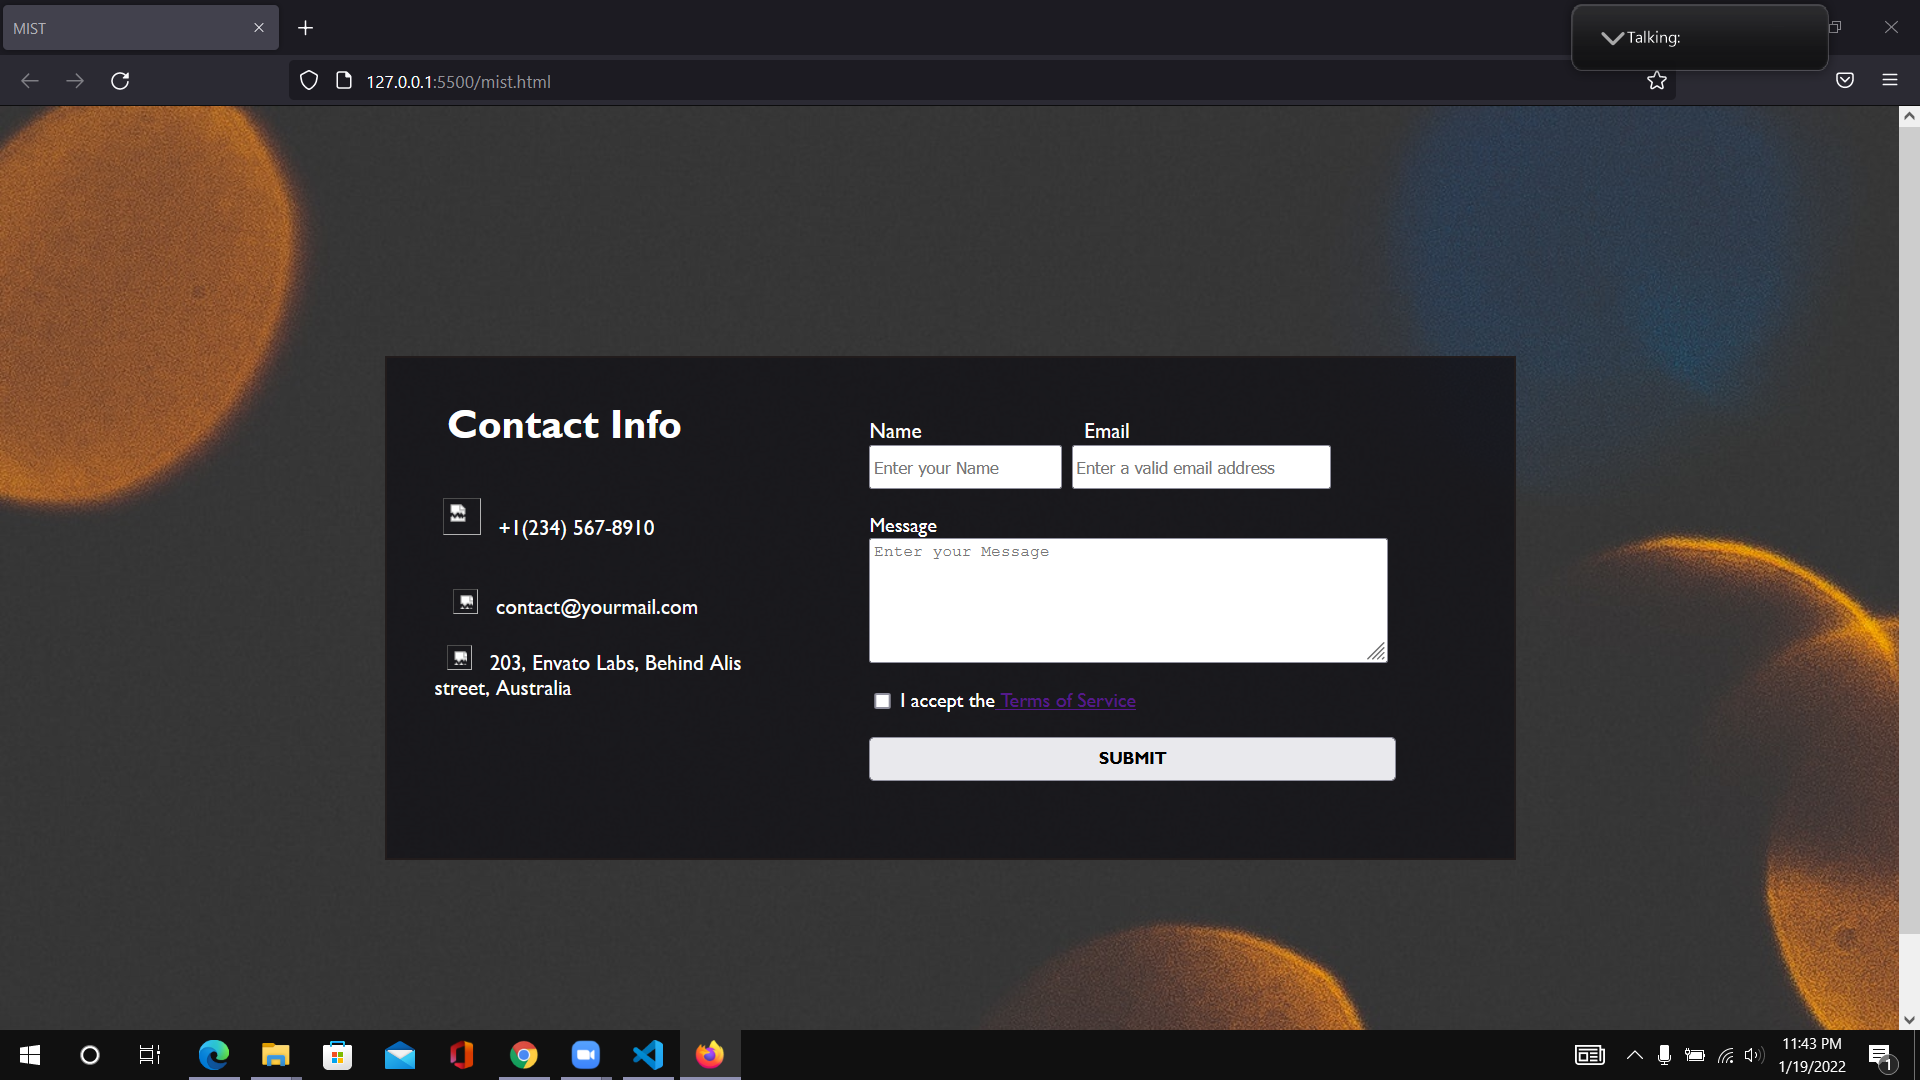 MIST
Talking:
127.0.0.1:5500/mist.html
Contact Info
+1(234) 567-8910
contact@yourmail.com
203, Envato Labs, Behind Alis
street, Australia
Name
Email
Enter your Name
Enter a valid email address
Message
Enter your Message
I accept the Terms of Service
SUBMIT
11:43 PM
1/19/2022
1